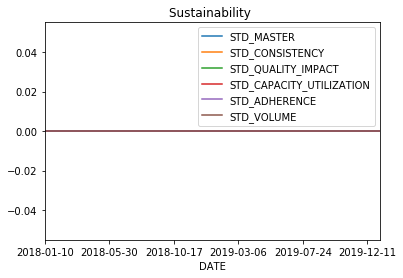 Sustainability
STD_MASTER
STD_CONSISTENCY
STD_QUALITY_IMPACT
STD_CAPACITY_UTILIZATION
STD_ADHERENCE
STD_VOLUME
0.04
0.02
0.00
−0.02
−0.04
2018-01-10 2018-05-30 2018-10-17 2019-03-06 2019-07-24 2019-12-11
DATE